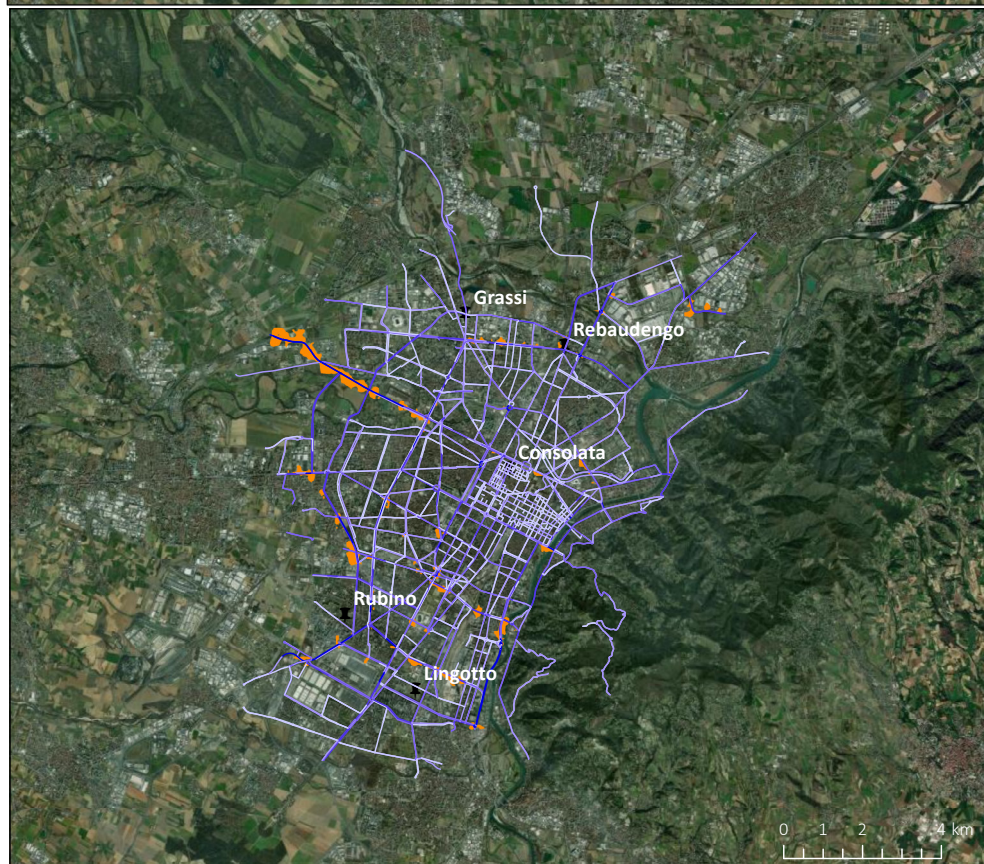 Grassi
Rebaudengo
Consolata
Rubino
Lingotto
0 1 2 4 km